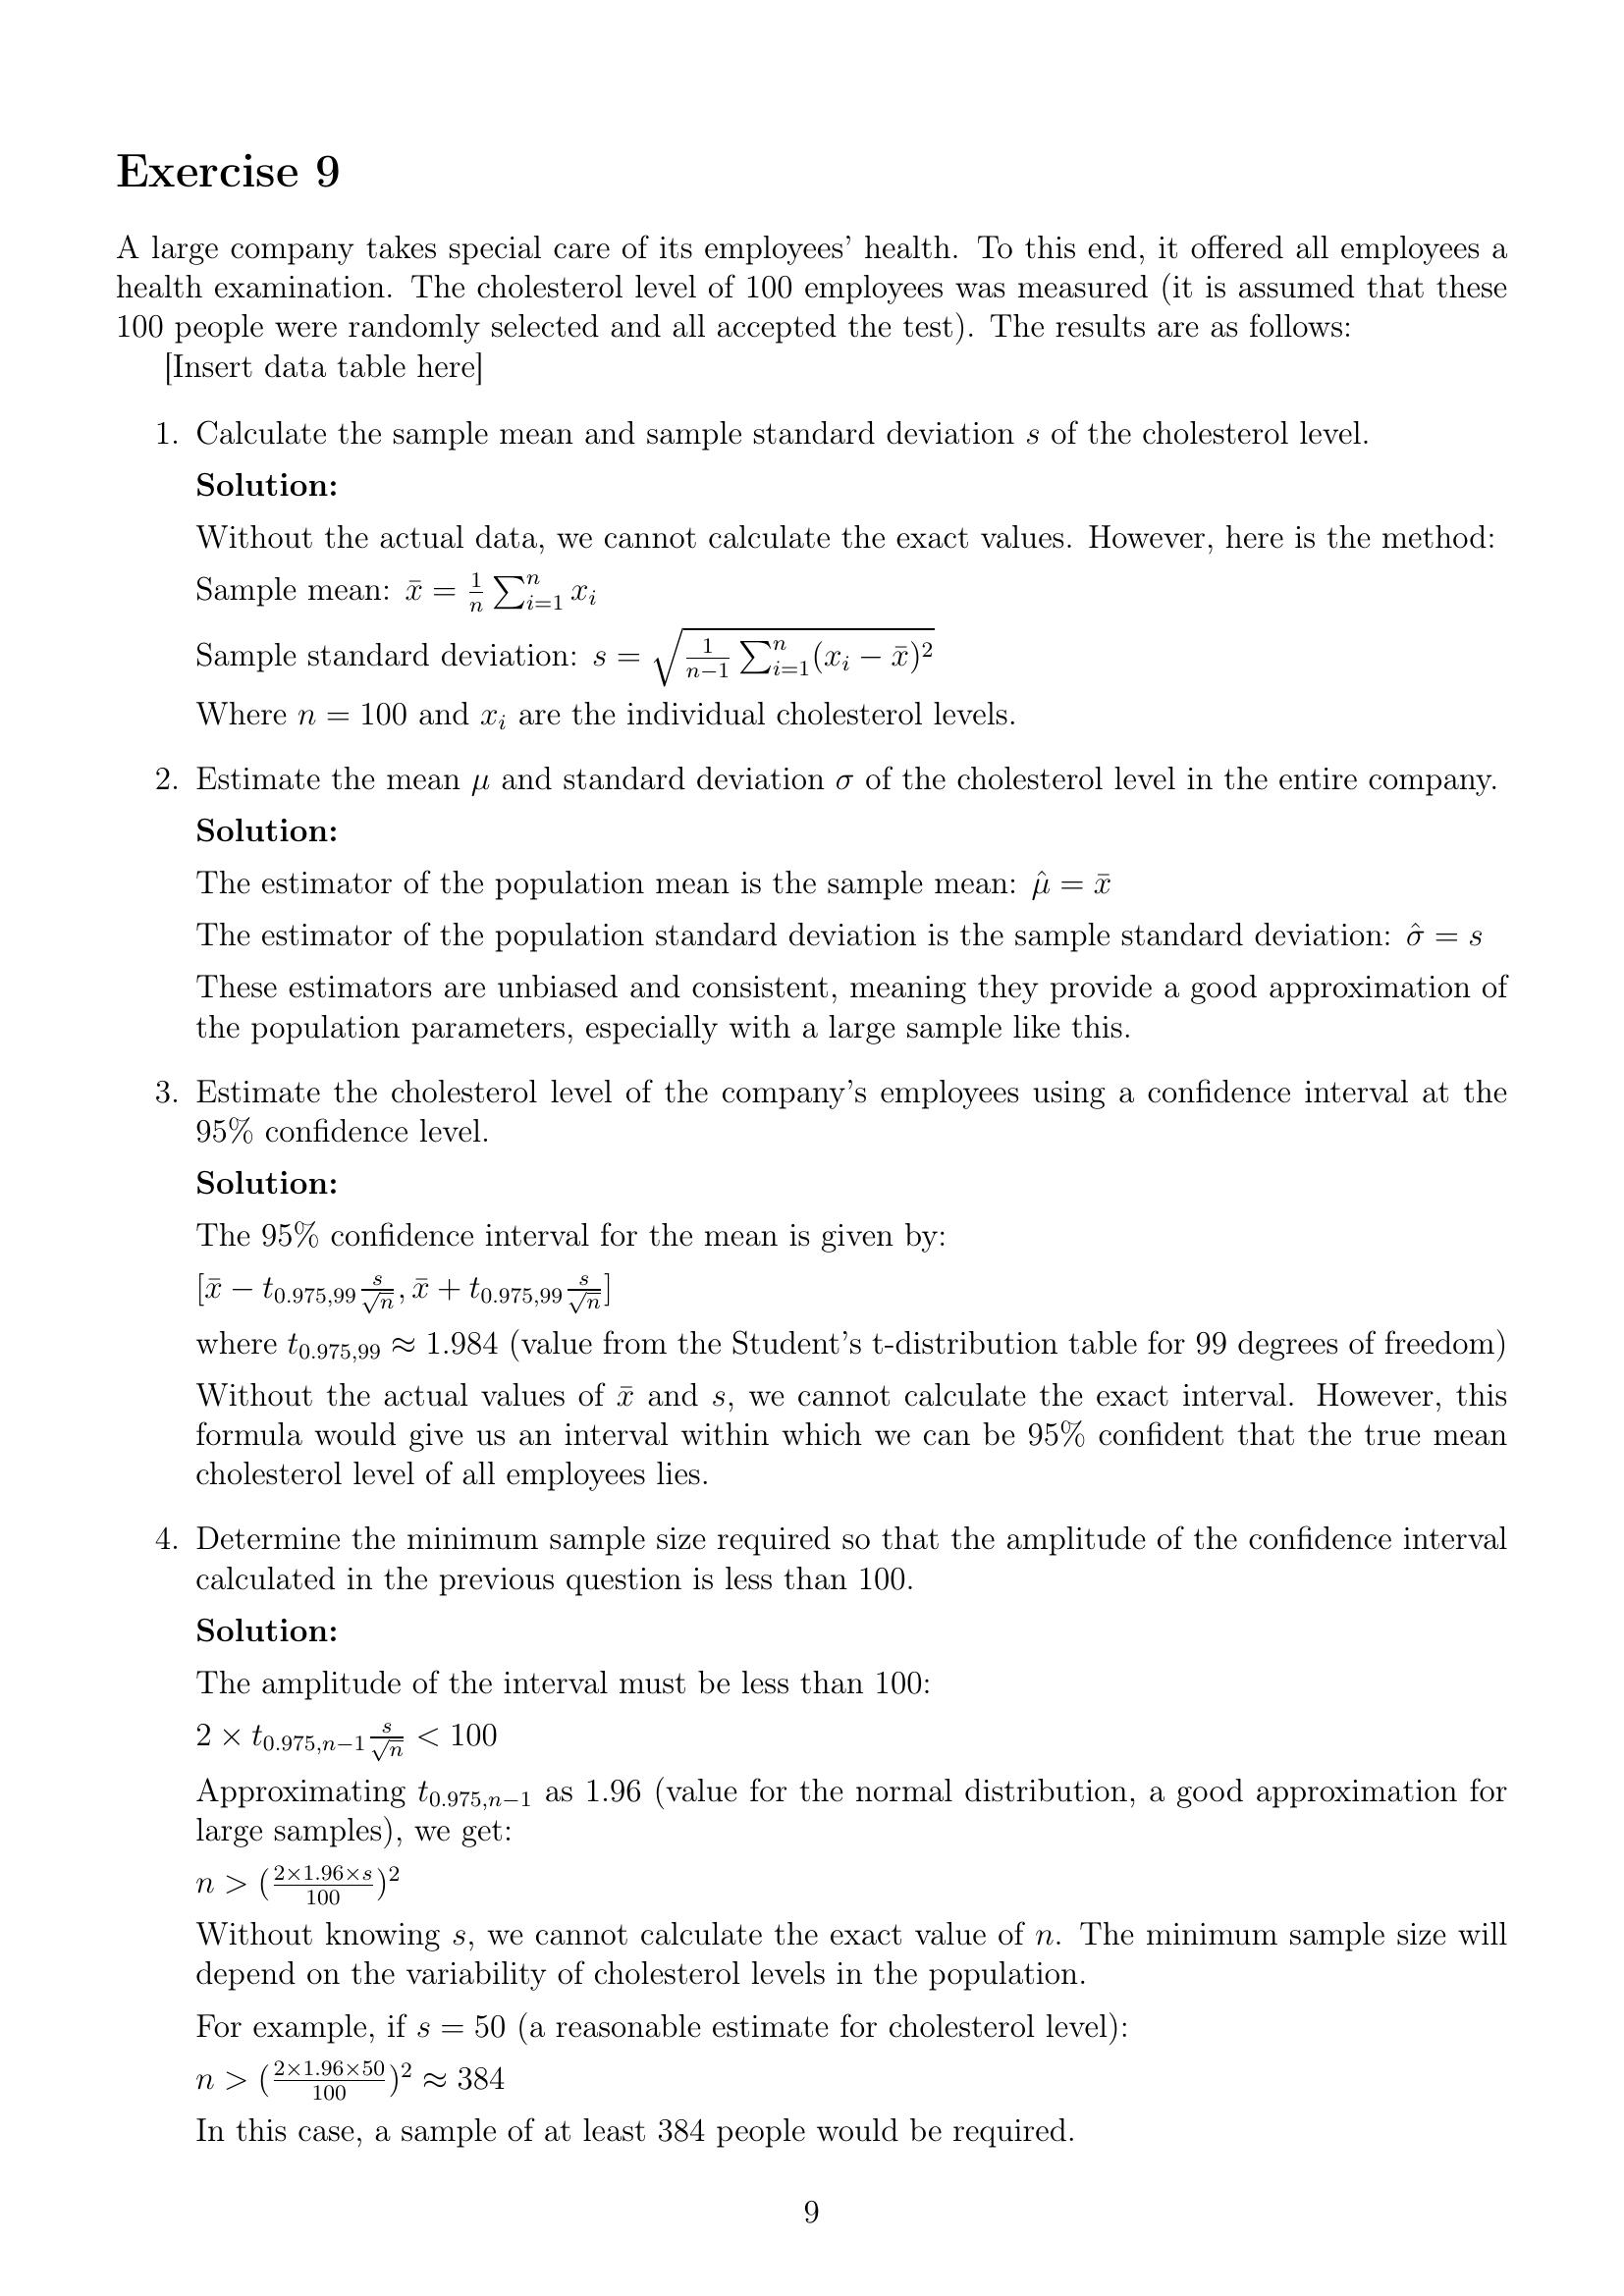 Exercise 9
A large company takes special care of its employees' health. To this end, it offered all employees a
health examination. The cholesterol level of 100 employees was measured (it is assumed that these
100 people were randomly selected and all accepted the test). The results are as follows:
[Insert data table here]
1. Calculate the sample mean and sample standard deviation s of the cholesterol level.
Solution:
Without the actual data, we cannot calculate the exact values. However, here is the method:
Sample mean: x̄ = \frac{1}{n} \sum_{i=1}^{n} x_i
Sample standard deviation: s = \sqrt{\frac{1}{n-1} \sum_{i=1}^{n} (x_i − x̄)^2}
Where n = 100 and x_i are the individual cholesterol levels.
2. Estimate the mean μ and standard deviation σ of the cholesterol level in the entire company.
Solution:
The estimator of the population mean is the sample mean: μ̂ = x̄
The estimator of the population standard deviation is the sample standard deviation: σ̂ = s
These estimators are unbiased and consistent, meaning they provide a good approximation of
the population parameters, especially with a large sample like this.
3. Estimate the cholesterol level of the company's employees using a confidence interval at the
95% confidence level.
Solution:
The 95% confidence interval for the mean is given by:
[x̄ − t_{0.975,99} \frac{s}{\sqrt{n}}, x̄ + t_{0.975,99} \frac{s}{\sqrt{n}}]
where t_{0.975,99} ≈ 1.984 (value from the Student's t-distribution table for 99 degrees of freedom)
Without the actual values of x̄ and s, we cannot calculate the exact interval. However, this
formula would give us an interval within which we can be 95% confident that the true mean
cholesterol level of all employees lies.
4. Determine the minimum sample size required so that the amplitude of the confidence interval
calculated in the previous question is less than 100.
Solution:
The amplitude of the interval must be less than 100:
2 × t_{0.975,n−1} \frac{s}{\sqrt{n}} < 100
Approximating t_{0.975,n−1} as 1.96 (value for the normal distribution, a good approximation for
large samples), we get:
n > (\frac{2×1.96×s}{100})^2
Without knowing s, we cannot calculate the exact value of n. The minimum sample size will
depend on the variability of cholesterol levels in the population.
For example, if s = 50 (a reasonable estimate for cholesterol level):
n > (\frac{2×1.96×50}{100})^2 ≈ 384
In this case, a sample of at least 384 people would be required.
9